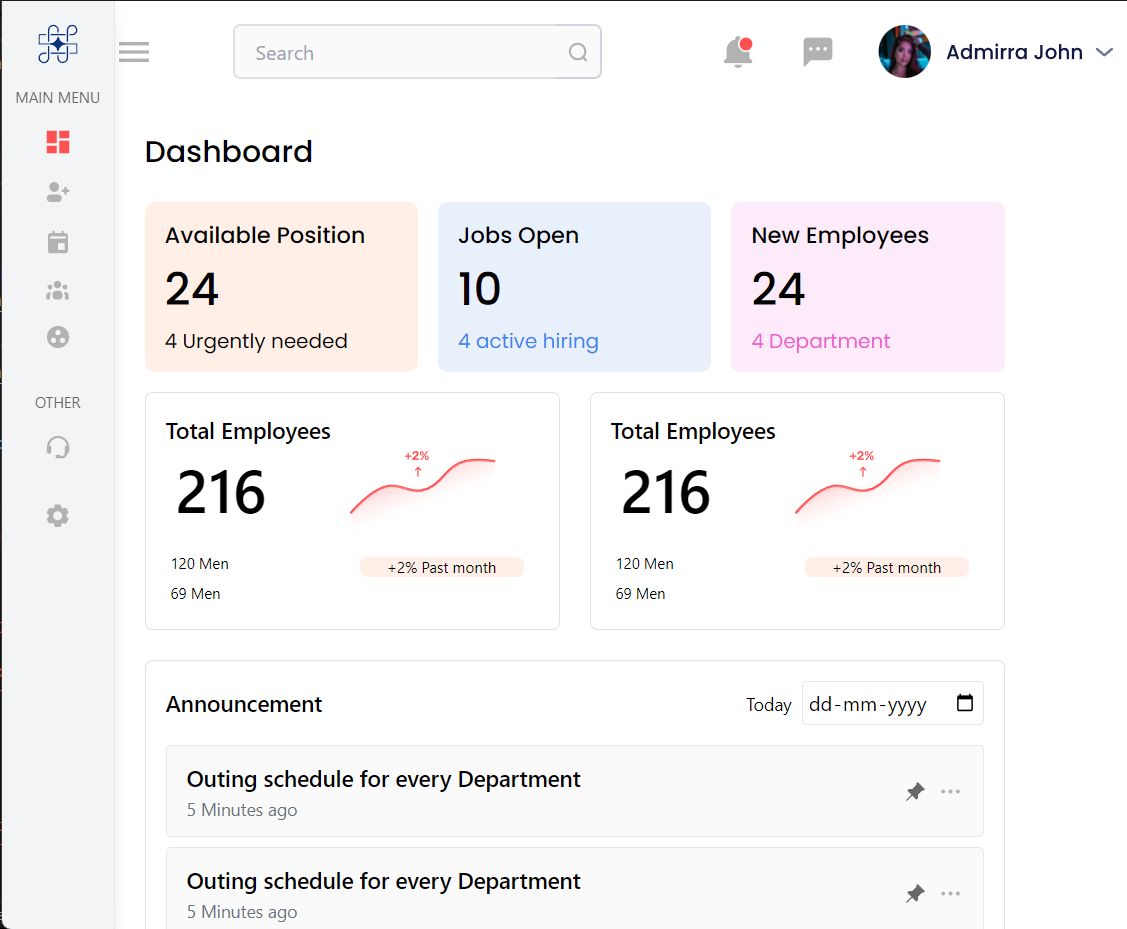 Search
Admirra John
MAIN MENU
Dashboard
Available Position
24
4 Urgently needed
Jobs Open
10
4 active hiring
New Employees
24
4 Department
OTHER
Total Employees
216
+2%
120 Men
69 Men
+2% Past month
Total Employees
216
+2%
120 Men
69 Men
+2% Past month
Announcement
Today
dd-mm-yyyy
Outing schedule for every Department
5 Minutes ago
Outing schedule for every Department
5 Minutes ago